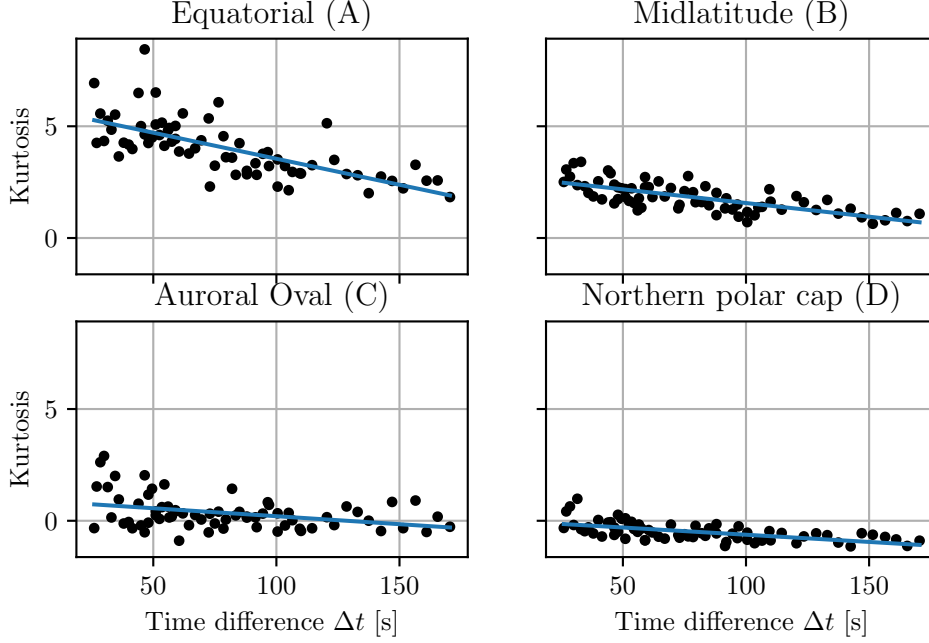 Equatorial (A)
Midlatitude (B)
Kurtosis
5
0
Auroral Oval (C)
Northern polar cap (D)
Kurtosis
5
0
50
100
150
50
100
150
Time difference Δt [s]
Time difference Δt [s]